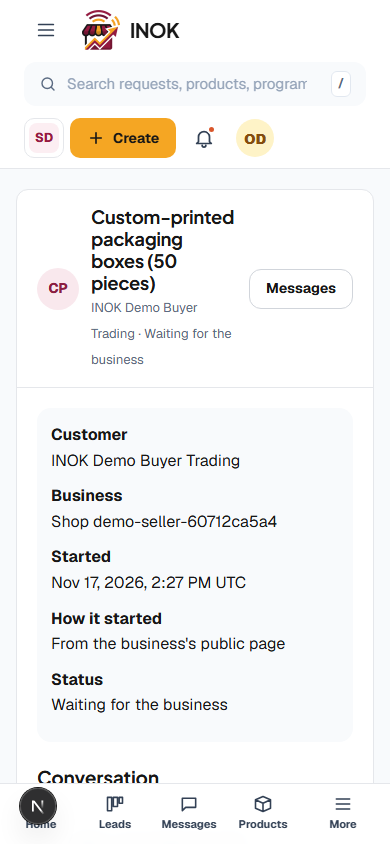 INOK
Search requests, products, program
/
SD
+ Create
OD
Custom-printed
packaging
boxes (50
pieces)
CP
Messages
INOK Demo Buyer
Trading · Waiting for the
business
Customer
INOK Demo Buyer Trading
Business
Shop demo-seller-60712ca5a4
Started
Nov 17, 2026, 2:27 PM UTC
How it started
From the business's public page
Status
Waiting for the business
Conversation
N
Home
Leads
Messages
Products
More